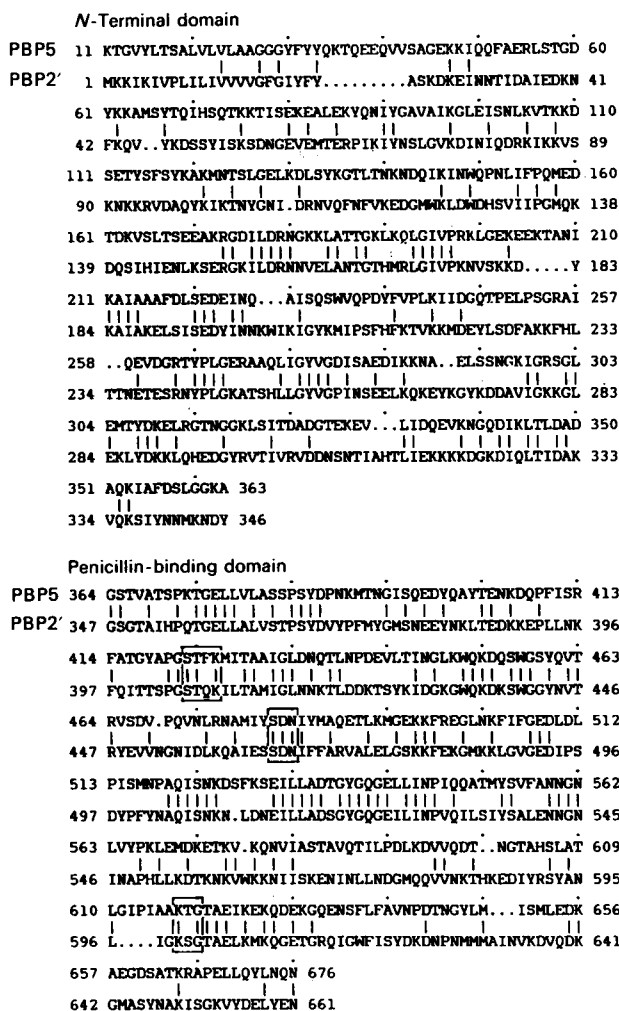 N-Terminal domain
PBP5 11 KTGVYLTSALVLVLAAGGGYFYYQKTQEEQVVSAGEKKIQQFAERLSTGD 60
PBP2' 1 MKKIKIVPLILIVVVVGFGIYFY.........ASKDKEINNTIDAIEDKN 41
61 YKKAMSYTQIHSQTKKTISEKEALEKYQNIYGAVAIKGLEISNLKVTKKD 110
42 FKQV..YKDSSYISKSDNGEVEMTERPIKIYNSLGVKDINIQDRKIKKVS 89
111 SETYSFSYKAKMNTSLGELKDLSYKGTLTNKNDQIKINWQPNLIFPQMED 160
90 KNKKRVDAQYKIKTNYGNI.DRNVQFNFVKEDGMWKLDWDHSVIIPGMQK 138
161 TDKVSLTSEEAKRGDILDRNGKKLATTGKLKQLGIVPRKLGEKEEKTANI 210
139 DQSIHIENLKSERGKILDRNNVELANTGTHMRLGIVPKNVSKKD.....Y 183
211 KAIAAAFDLSEDEINQ...AISQSWVQPDYFVPLKIIDGQTPELPSGRAI 257
184 KAIAKELSISEDYINNKWIKIGYKMIPSFHFKTVKKMDEYLSDFAKKFHL 233
258 ..QEVDGRTYPLGERAAQLIGYVGDISAEDIKKNA..ELSSNGKIGRSGL 303
234 TTNETESRNYPLGKATSHLLGYVGPINSEELKQKEYKGYKDDAVIGKKGL 283
304 EMTYDKELRGTNGGKLSITDADGTEKEV...LIDQEVKNGQDIKLTLDAD 350
284 EKLYDKKLQHEDGYRVTIVRVDDNSNTIAHTLIEKKKKDGKDIQLTIDAK 333
351 AQKIAFDSLGGKA 363
334 VQKSIYNNMKNDY 346
Penicillin-binding domain
PBP5 364 GSTVATSPKTGELLVLASSPSYDPNKMTNGISQEDYQAYTENKDQPFISR 413
PBP2' 347 GSGTAIHPQTGELLALVSTPSYDVYPFMYGMSNEEYNKLTEDKKEPLLNK 396
414 FATGYAPGSTFKMITAAIGLDNQTLNPDEVLTINGLKWQKDQSWGSYQVT 463
397 FQITTSPGSTQKILTAMIGLNNKTLDDKTSYKIDGKGWQKDKSWGGYNVT 446
464 RVSDV.PQVNLRNAMIYSDNIYMAQETLKMGEKKFREGLNKFIFGEDLDL 512
447 RYEVVNGNIDLKQAIESSDNIFFARVALELGSKKFEKGMKKLGVGEDIPS 496
513 PISMNPAQISNKDSFKSEILLADTGYGQGELLINPIQQATMYSVFANNGN 562
497 DYPFYNAQISNKN.LDNEILLADSGYGQGEILINPVQILSIYSALENNGN 545
563 LVYPKLEMDKETKV.KQNVIASTAVQTILPDLKDVVQDT..NGTAHSLAT 609
546 INAPHLLKDTKNKVWKKNIISKENINLLNDGMQQVVNKTHKEDIYRSYAN 595
610 LGIPIAAKTGTAEIKEKQDEKGQENSFLFAVNPDTNGYLM...ISMLEDK 656
596 L....IGKSGTAELKMKQGETGRQIGWFISYDKDNPNMMMAINVKDVQDK 641
657 AEGDSATKRAPELLQYLNQN 676
642 GMASYNAKISGKVYDELYEN 661